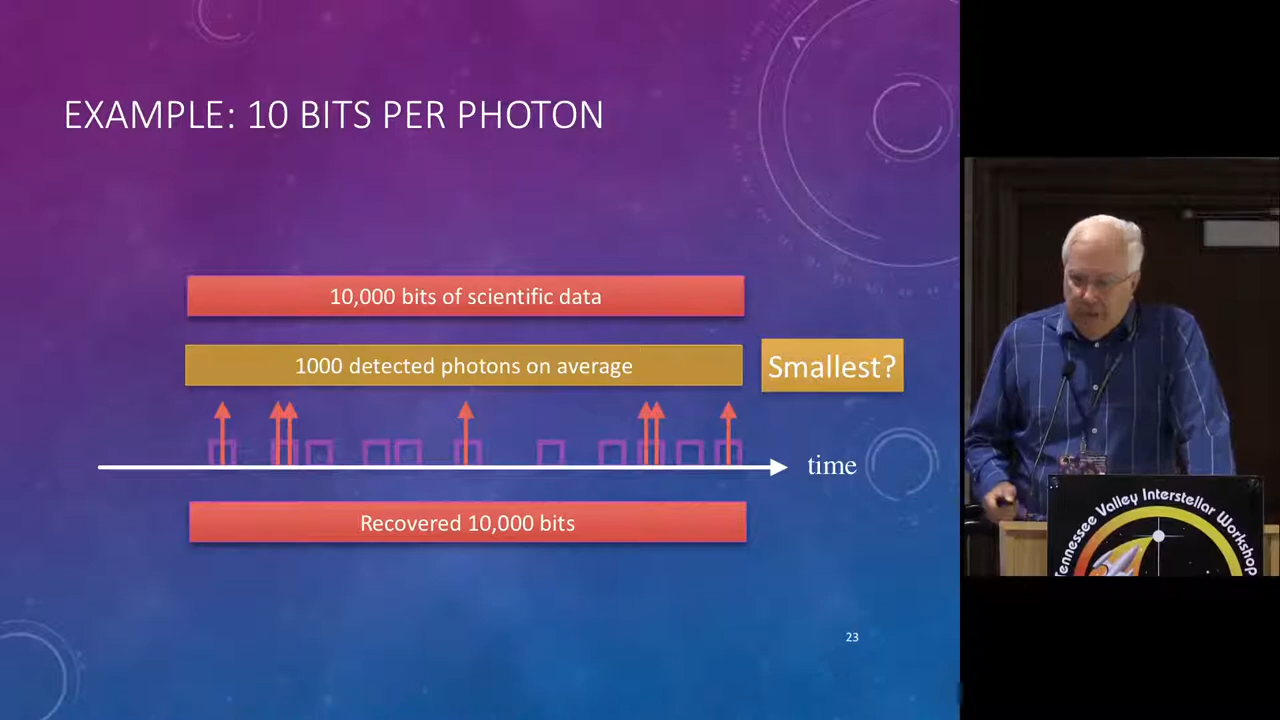 EXAMPLE: 10 BITS PER PHOTON
10,000 bits of scientific data
1000 detected photons on average
Smallest?
time
Recovered 10,000 bits
23
Tennessee Valley Interstellar Workshop